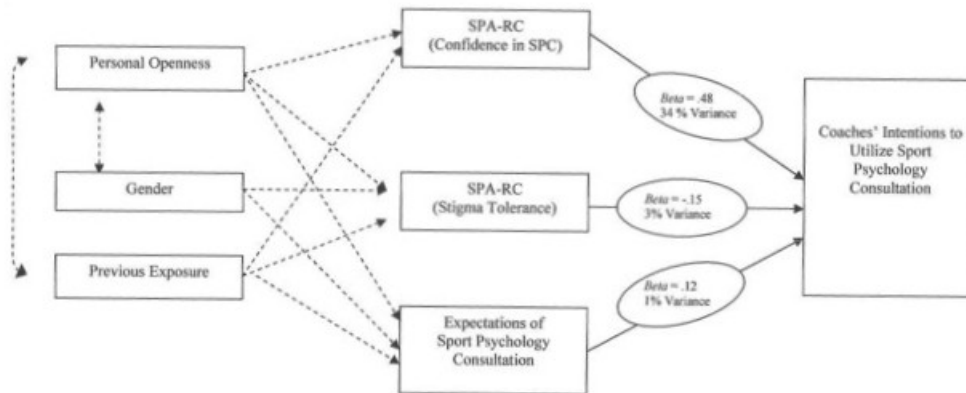 Personal Openness
Gender
Previous Exposure
SPA-RC
(Confidence in SPC)
SPA-RC
(Stigma Tolerance)
Expectations of
Sport Psychology
Consultation
Beta = .48
34 % Variance
Beta = -.15
3% Variance
Beta = .12
1% Variance
Coaches' Intentions to
Utilize Sport
Psychology
Consultation